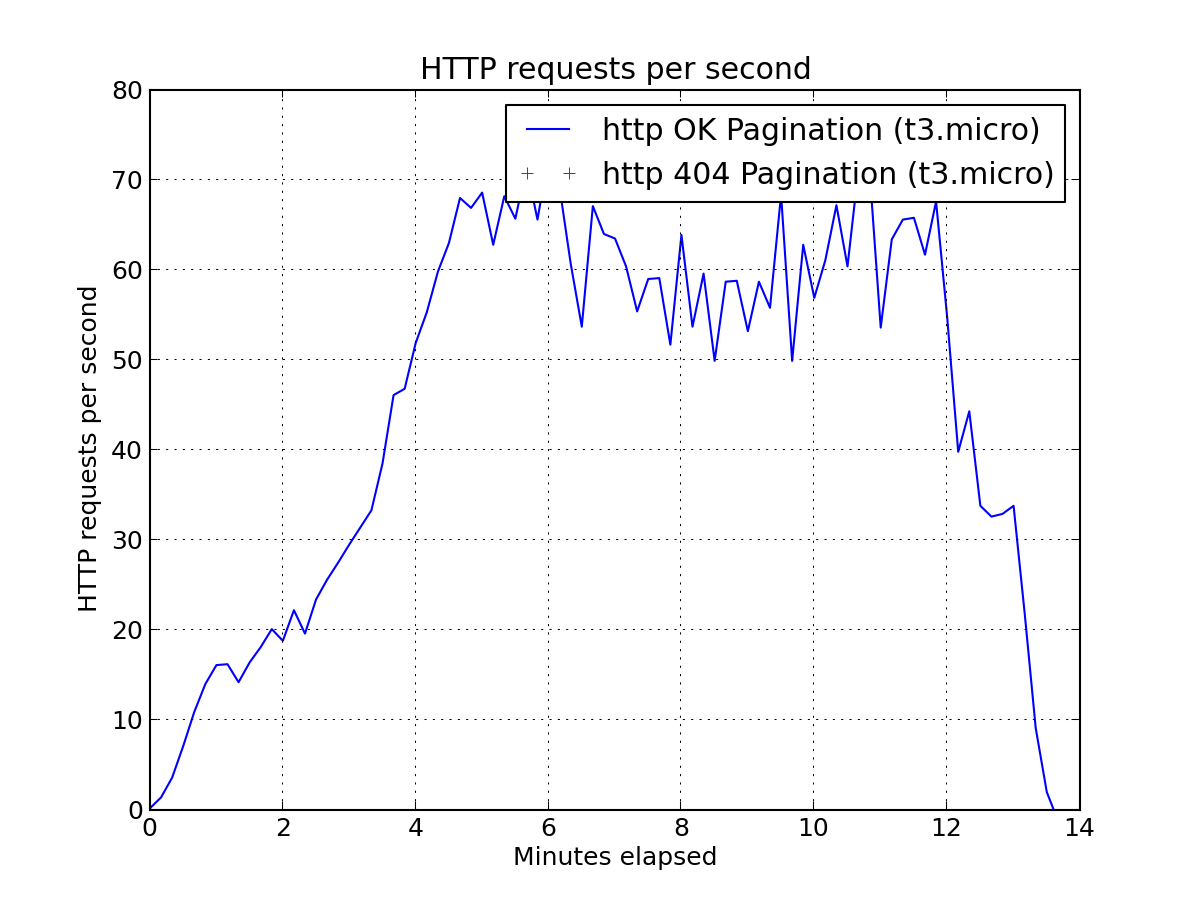 HTTP requests per second
80
70
60
50
40
30
20
10
0
http OK Pagination (t3.micro)
http 404 Pagination (t3.micro)
HTTP requests per second
0 2 4 6 8 10 12 14
Minutes elapsed